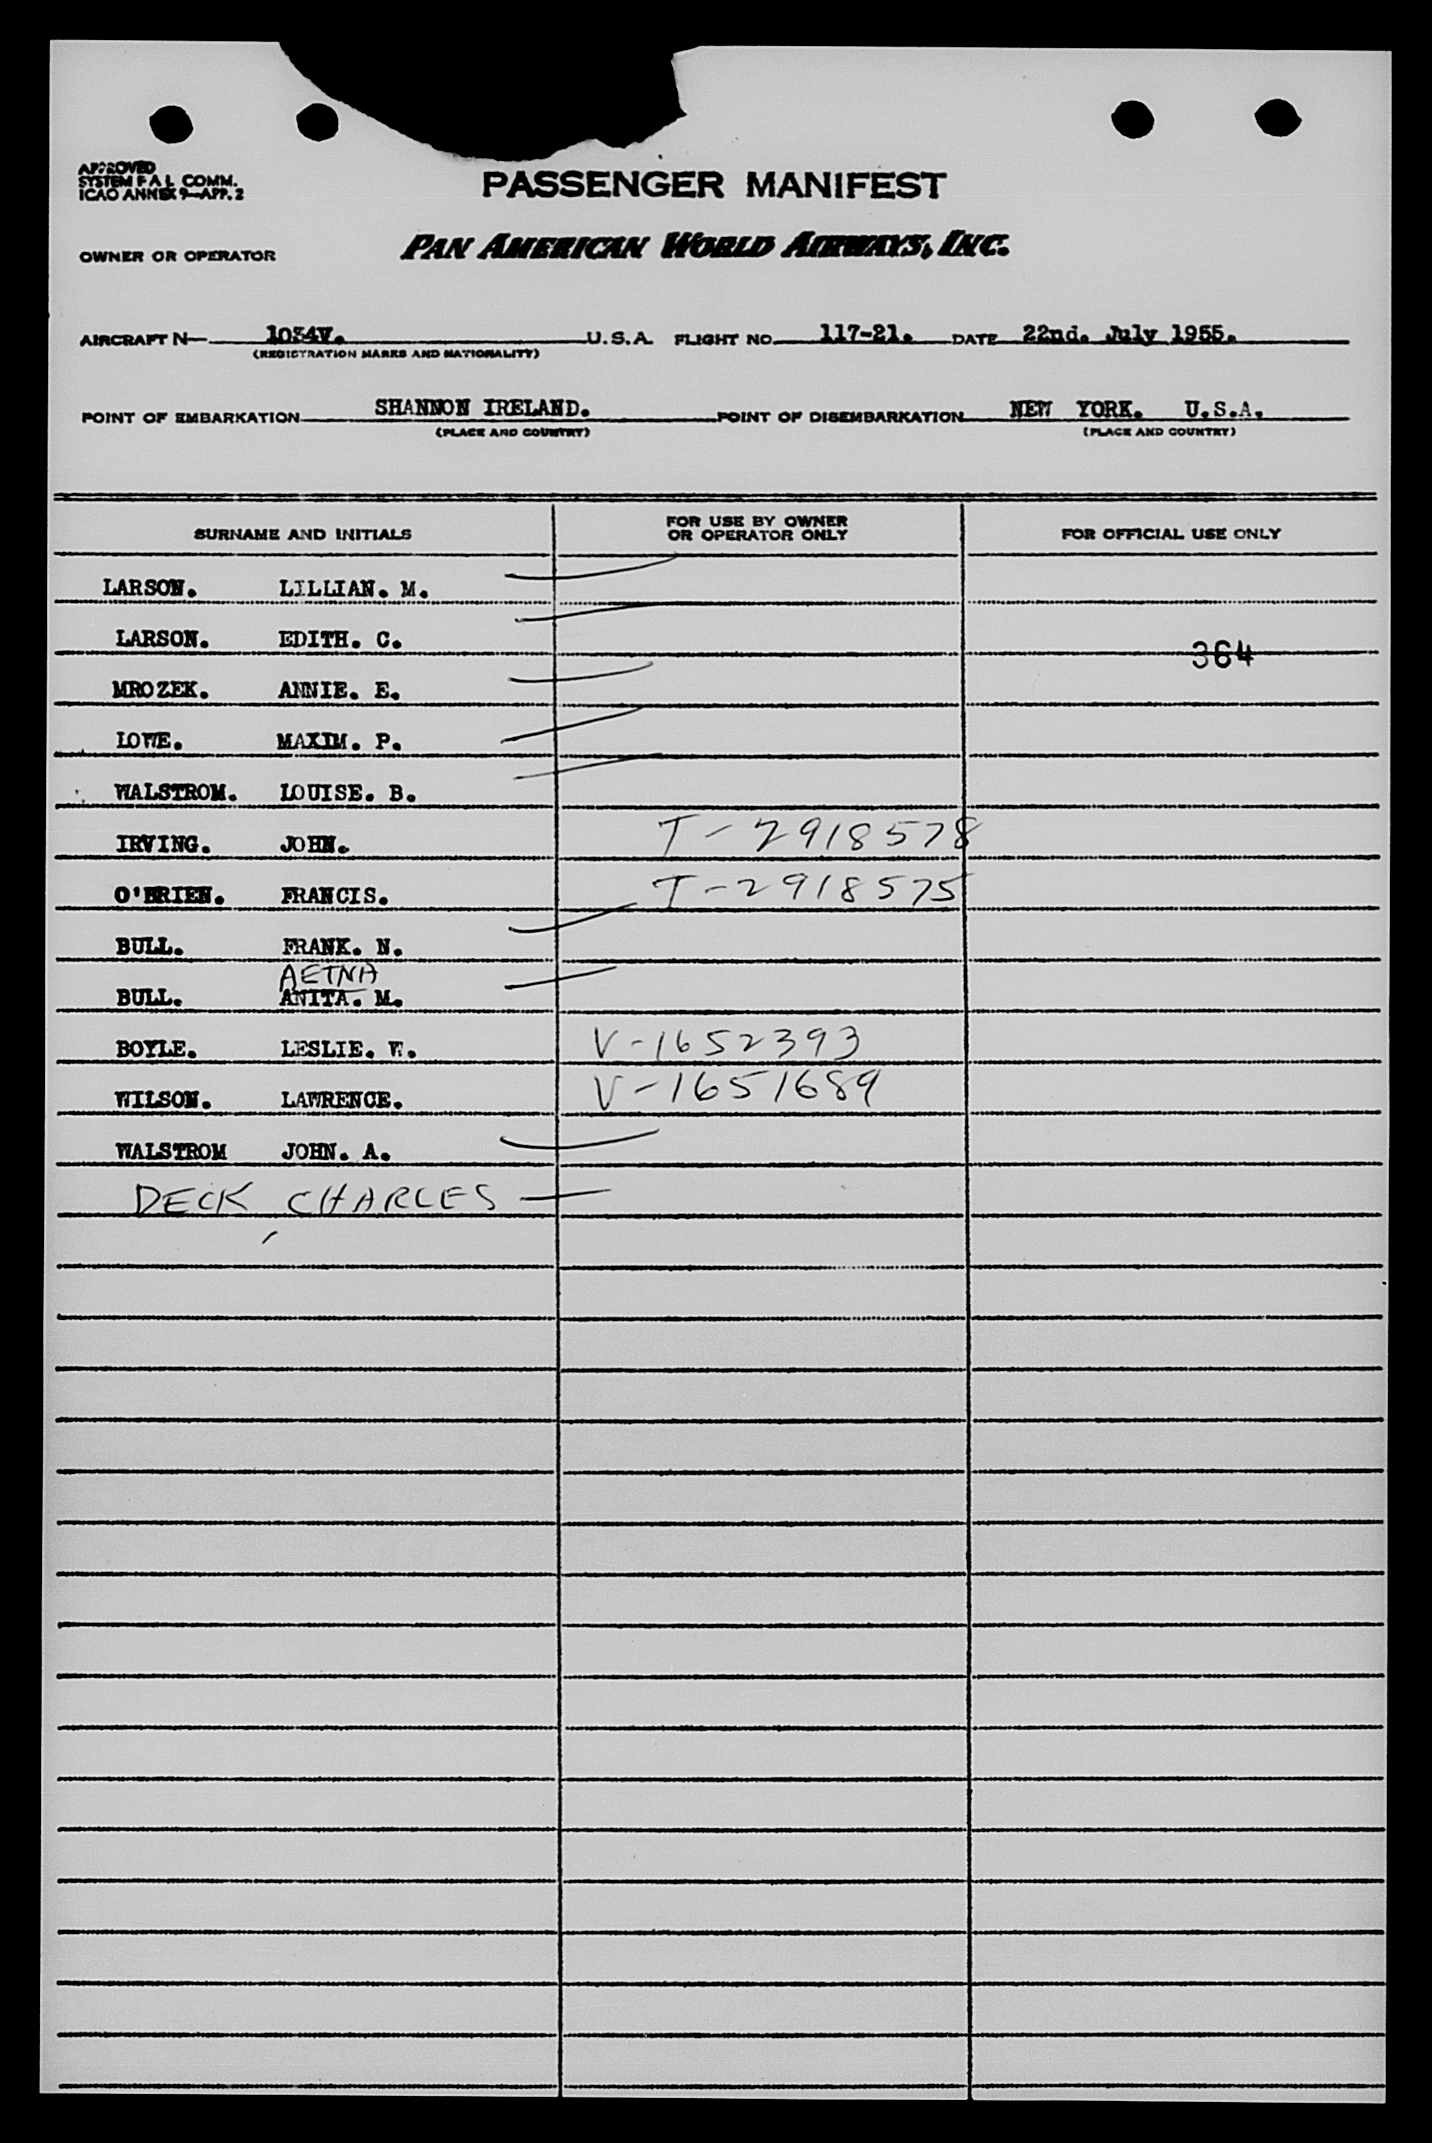 APPROVED
SYSTEM F A L COMM.
ICAO ANNEX 9—APP. 2
PASSENGER MANIFEST
OWNER OR OPERATOR PAN AMERICAN WORLD AIRWAYS, INC.
AIRCRAFT N— 1034V. U.S.A. FLIGHT NO. 117-21. DATE 22nd. July 1955.
(REGISTRATION MARKS AND NATIONALITY)
POINT OF EMBARKATION SHANNON IRELAND. POINT OF DISEMBARKATION NEW YORK. U.S.A.
(PLACE AND COUNTRY) (PLACE AND COUNTRY)
SURNAME AND INITIALS FOR USE BY OWNER OR OPERATOR ONLY FOR OFFICIAL USE ONLY
LARSON. LILLIAN. M.
LARSON. EDITH. C.
364
MROZEK. ANNIE. E.
LOWE. MAXIM. P.
WALSTROM. LOUISE. B.
IRVING. JOHN. T-2918578
O'BRIEN. FRANCIS. T-2918575
BULL. FRANK. N.
AETNA
BULL. ANITA. M.
BOYLE. LESLIE. W. V-1652393
WILSON. LAWRENCE. V-1651689
WALSTROM JOHN. A.
DECK CHARLES